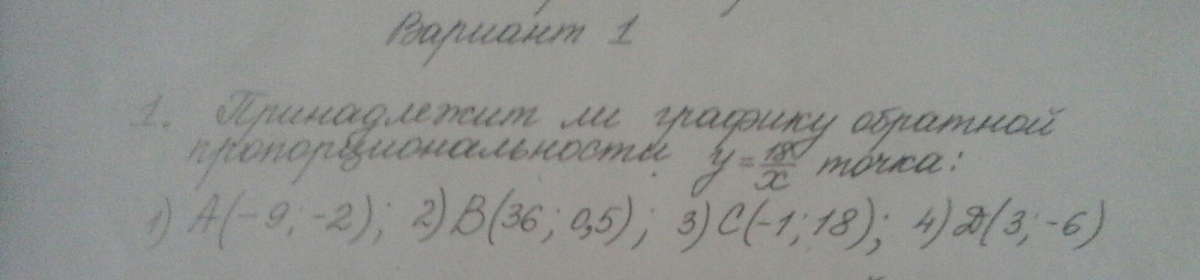 Вариант 1
1. Принадлежит ли графику обратной
пропорциональности y = 18/x точка:
1) A(-9; -2); 2) B(36; 0,5); 3) C(-1; 18); 4) D(3; -6)